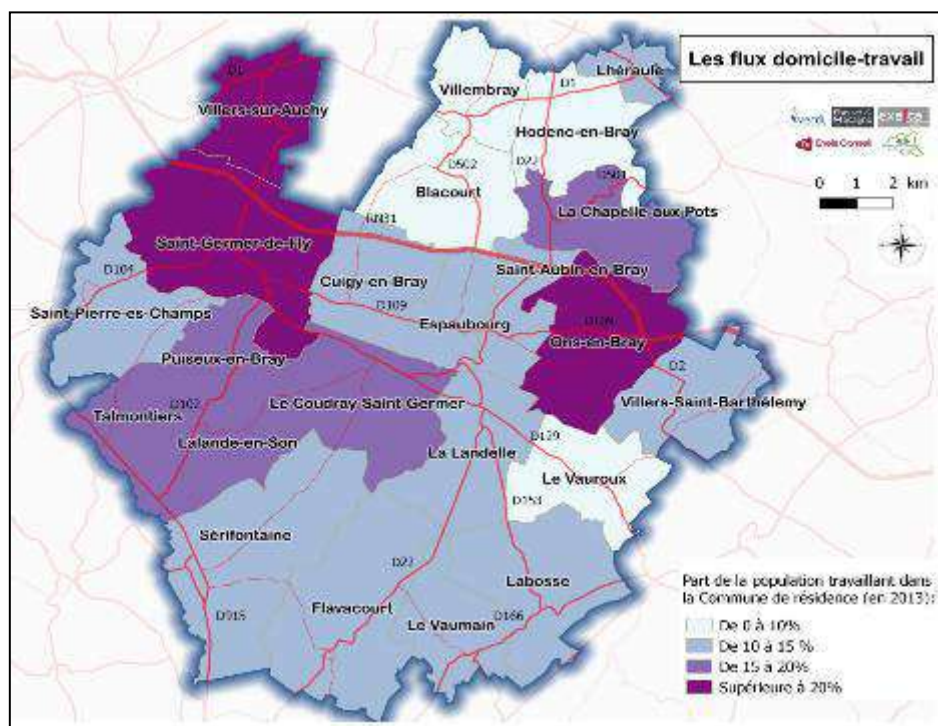 Les flux domicile-travail
0 1 2 km
D1
Villers-sur-Auchy
Villembray
D1
Lhéraule
Hodenc-en-Bray
D502
D22
D501
Blacourt
La Chapelle-aux-Pots
RN31
Saint-Germer-de-Fly
D104
Cuigy-en-Bray
Saint-Aubin-en-Bray
D109
Saint-Pierre-es-Champs
Espaubourg
Ons-en-Bray
Puiseux-en-Bray
D2
Talmontiers
D102
Le Coudray-Saint-Germer
Villers-Saint-Barthélemy
Lalande-en-Son
La Landelle
D129
Le Vauroux
D153
Sérifontaine
D22
Labosse
Flavacourt
D915
Le Vaumain
D166
Part de la population travaillant dans
la Commune de résidence (en 2013):
De 0 à 10%
De 10 à 15 %
De 15 à 20%
Supérieure à 20%